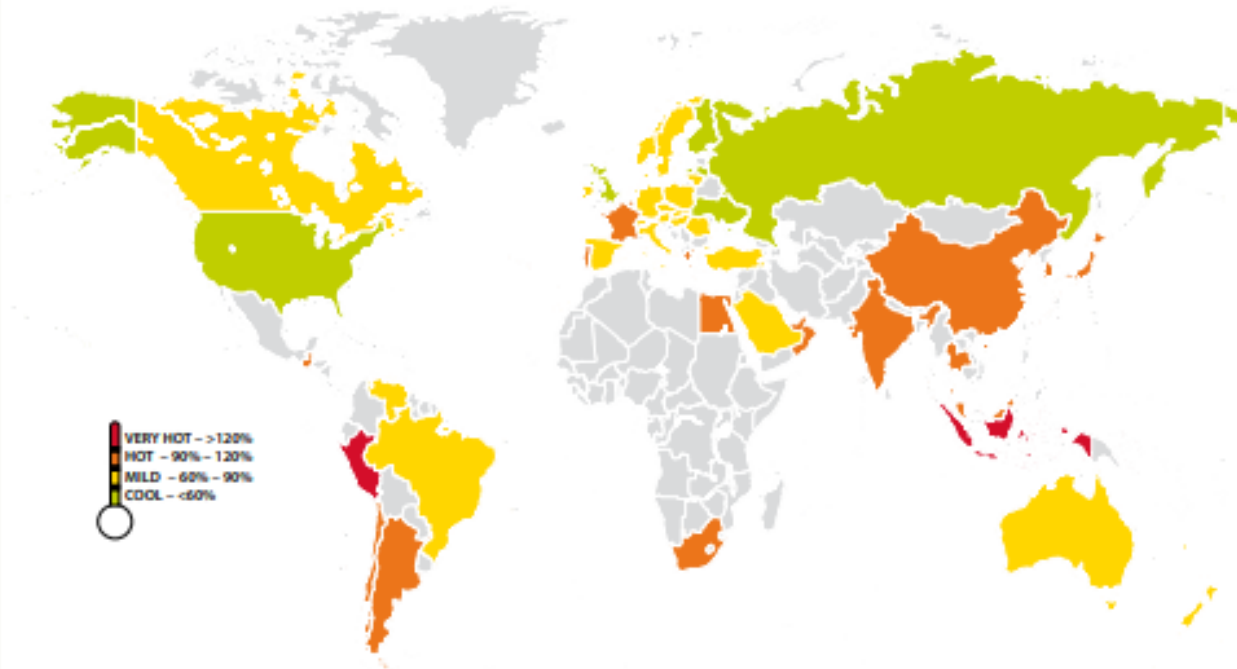 VERY HOT – >120%
HOT – 90% – 120%
MILD – 60% – 90%
COOL – <60%